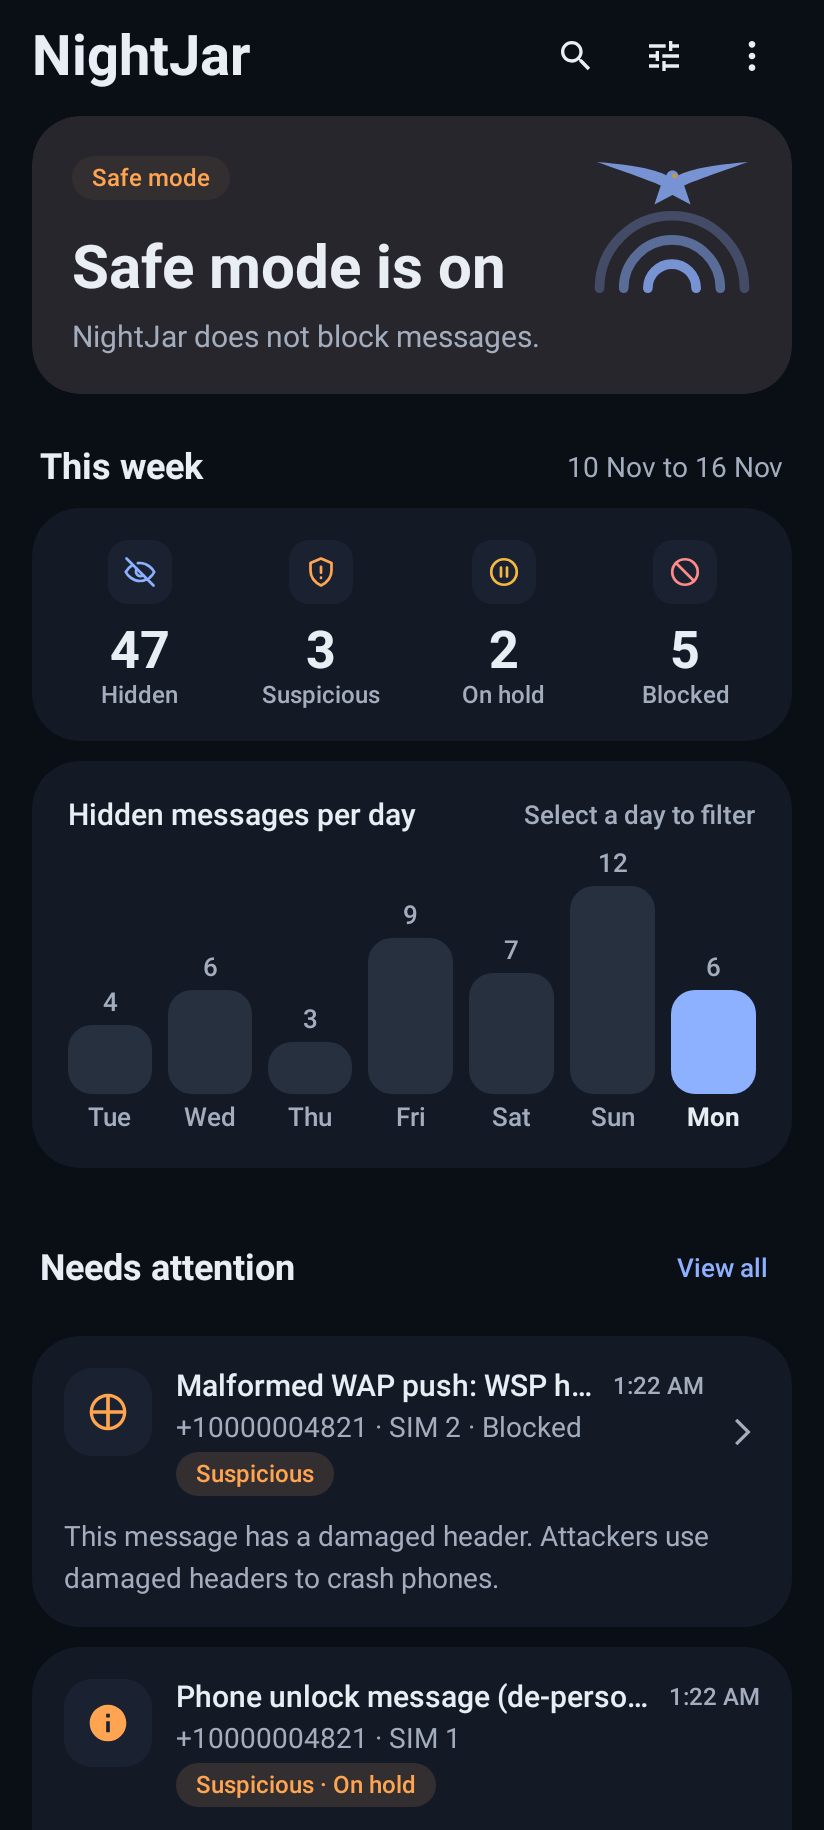 NightJar
Safe mode
Safe mode is on
NightJar does not block messages.
This week
10 Nov to 16 Nov
47
3
2
5
Hidden
Suspicious
On hold
Blocked
Hidden messages per day
Select a day to filter
4
6
3
9
7
12
6
Tue
Wed
Thu
Fri
Sat
Sun
Mon
Needs attention
View all
Malformed WAP push: WSP h...
1:22 AM
+10000004821 · SIM 2 · Blocked
Suspicious
This message has a damaged header. Attackers use
damaged headers to crash phones.
Phone unlock message (de-perso...
1:22 AM
+10000004821 · SIM 1
Suspicious · On hold